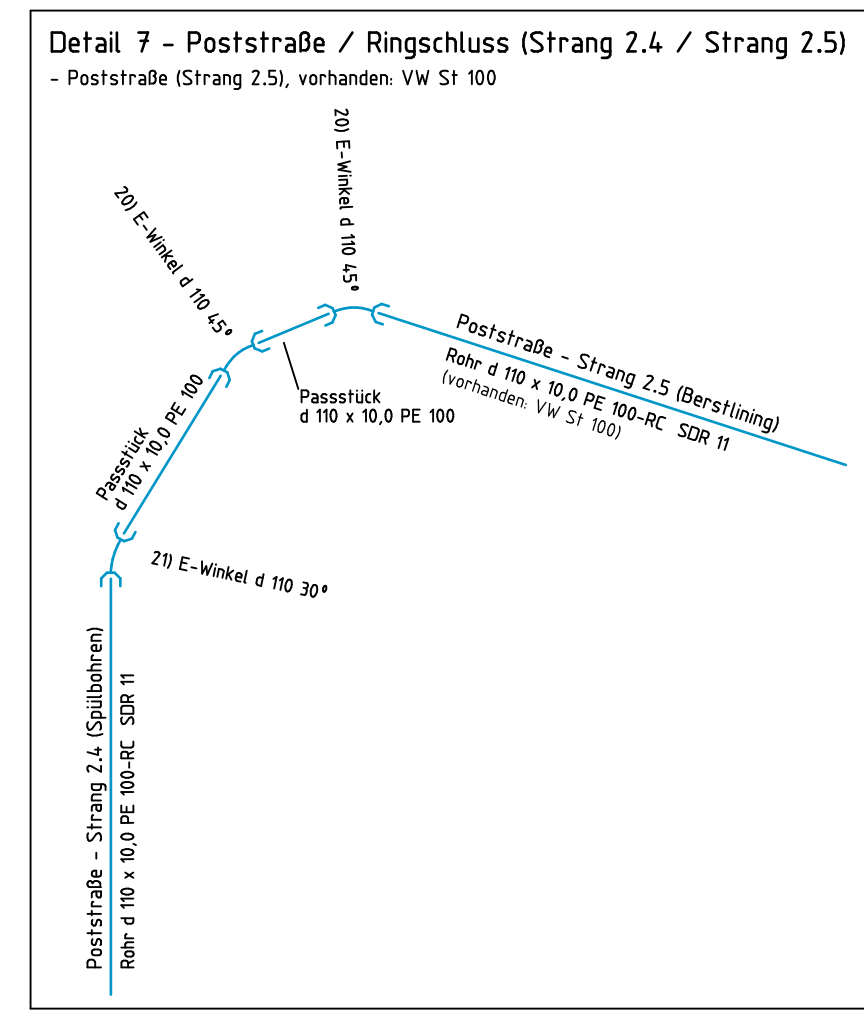 Detail 7 - Poststraße / Ringschluss (Strang 2.4 / Strang 2.5)
- Poststraße (Strang 2.5), vorhanden: VW St 100
20) E-Winkel d 110 45°
20) E-Winkel d 110 45°
Poststraße - Strang 2.5 (Berstlining)
Rohr d 110 x 10,0 PE 100-RC SDR 11
(vorhanden: VW St 100)
Passstück
d 110 x 10,0 PE 100
Passstück
d 110 x 10,0 PE 100
21) E-Winkel d 110 30°
Poststraße - Strang 2.4 (Spülbohren)
Rohr d 110 x 10,0 PE 100-RC SDR 11